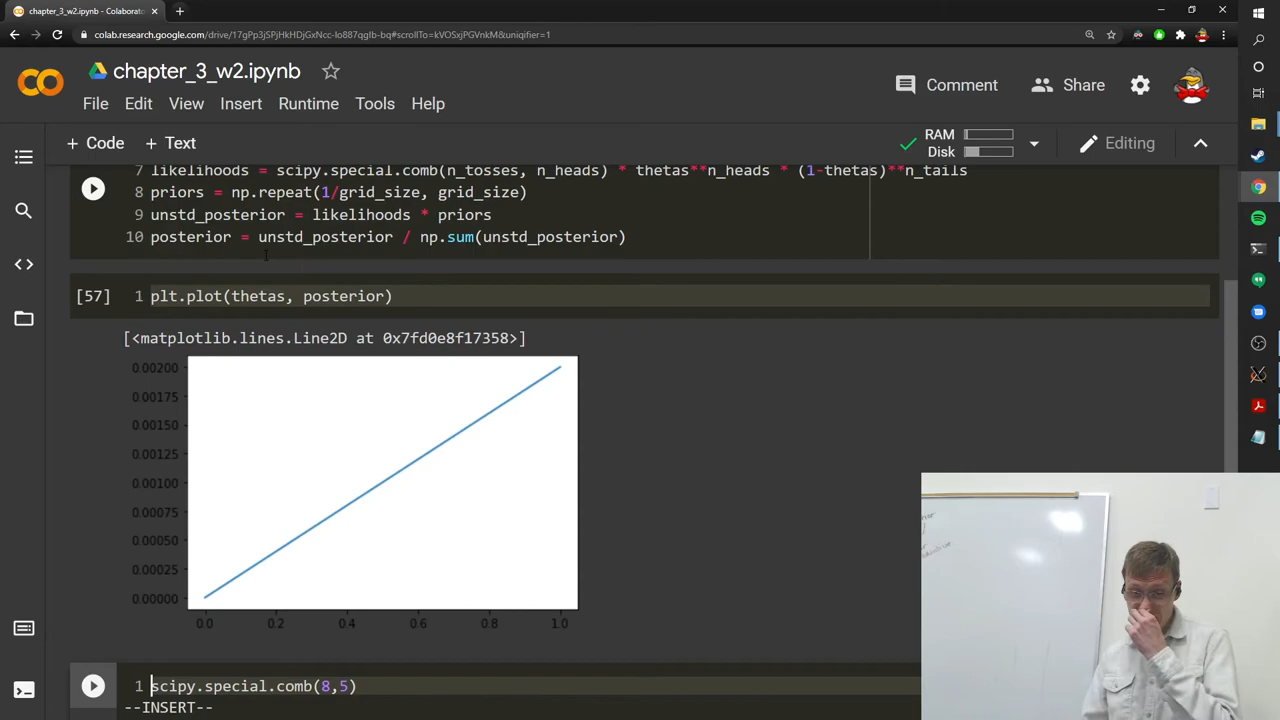 chapter_3_w2.ipynb - Colaborato
colab.research.google.com/drive/17gPp3jSPjHkHDjGxNcc-lo887qgIb-bq#scrollTo=kVOSxjPGVnkM&uniqifier=1
chapter_3_w2.ipynb
Comment
Share
File Edit View Insert Runtime Tools Help
+ Code + Text
RAM
Disk
Editing
7 likelihoods = scipy.special.comb(n_tosses, n_heads) * thetas**n_heads * (1-thetas)**n_tails
8 priors = np.repeat(1/grid_size, grid_size)
9 unstd_posterior = likelihoods * priors
10 posterior = unstd_posterior / np.sum(unstd_posterior)
[57] 1 plt.plot(thetas, posterior)
[<matplotlib.lines.Line2D at 0x7fd0e8f17358>]
0.00200
0.00175
0.00150
0.00125
0.00100
0.00075
0.00050
0.00025
0.00000
0.0 0.2 0.4 0.6 0.8 1.0
1 scipy.special.comb(8,5)
--INSERT--